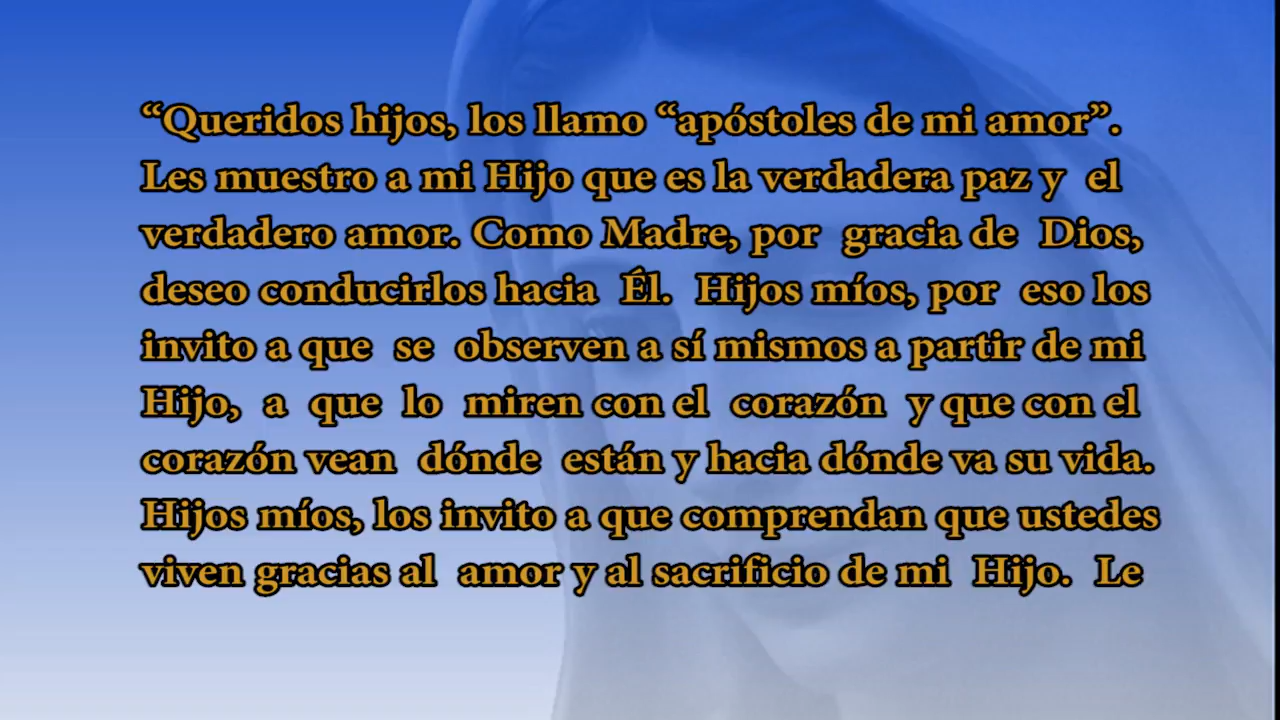 “Queridos hijos, los llamo “apóstoles de mi amor”.
Les muestro a mi Hijo que es la verdadera paz y el
verdadero amor. Como Madre, por gracia de Dios,
deseo conducirlos hacia Él. Hijos míos, por eso los
invito a que se observen a sí mismos a partir de mi
Hijo, a que lo miren con el corazón y que con el
corazón vean dónde están y hacia dónde va su vida.
Hijos míos, los invito a que comprendan que ustedes
viven gracias al amor y al sacrificio de mi Hijo. Le